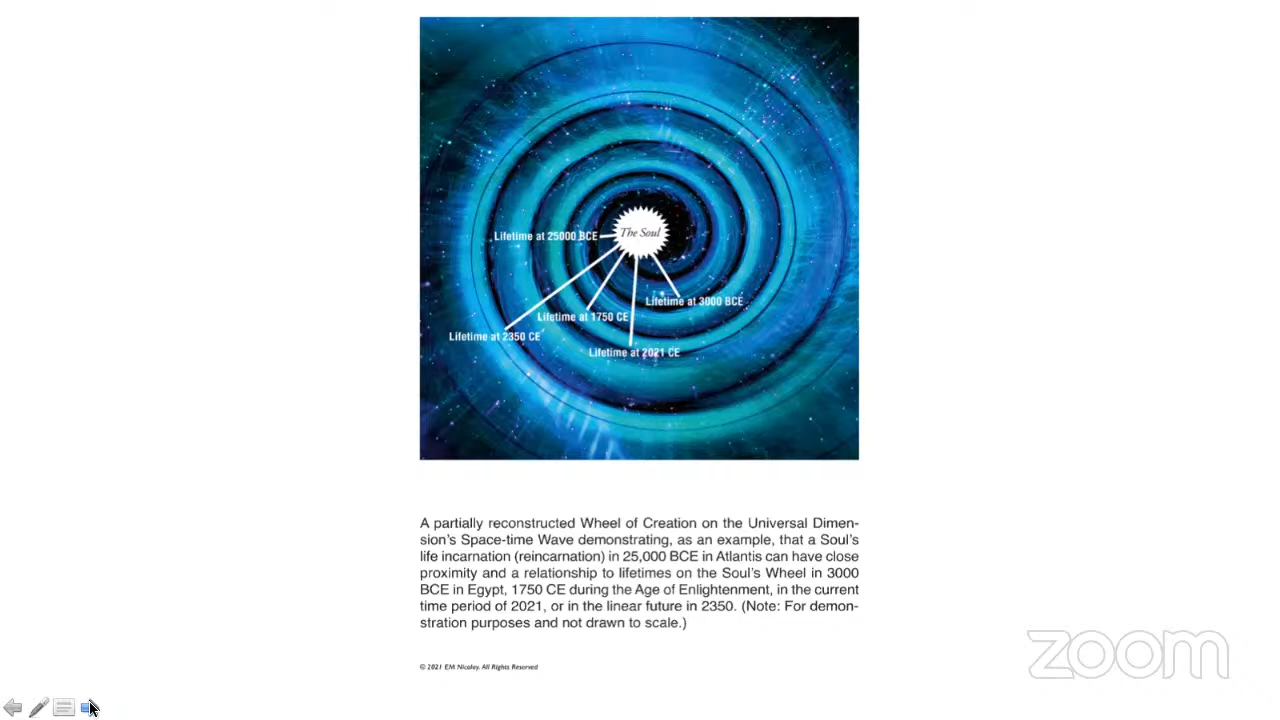 The Soul
Lifetime at 25000 BCE
Lifetime at 3000 BCE
Lifetime at 1750 CE
Lifetime at 2350 CE
Lifetime at 2021 CE
A partially reconstructed Wheel of Creation on the Universal Dimen-
sion's Space-time Wave demonstrating, as an example, that a Soul's
life incarnation (reincarnation) in 25,000 BCE in Atlantis can have close
proximity and a relationship to lifetimes on the Soul's Wheel in 3000
BCE in Egypt, 1750 CE during the Age of Enlightenment, in the current
time period of 2021, or in the linear future in 2350. (Note: For demon-
stration purposes and not drawn to scale.)
© 2021 EM Nicolay. All Rights Reserved
zoom